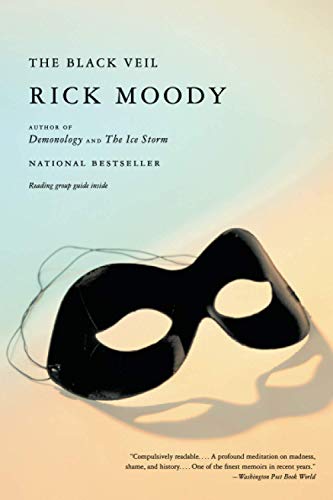 THE BLACK VEIL
RICK MOODY
AUTHOR OF
Demonology AND The Ice Storm
NATIONAL BESTSELLER
Reading group guide inside
"Compulsively readable.... A profound meditation on madness,
shame, and history.... One of the finest memoirs in recent years."
—Washington Post Book World